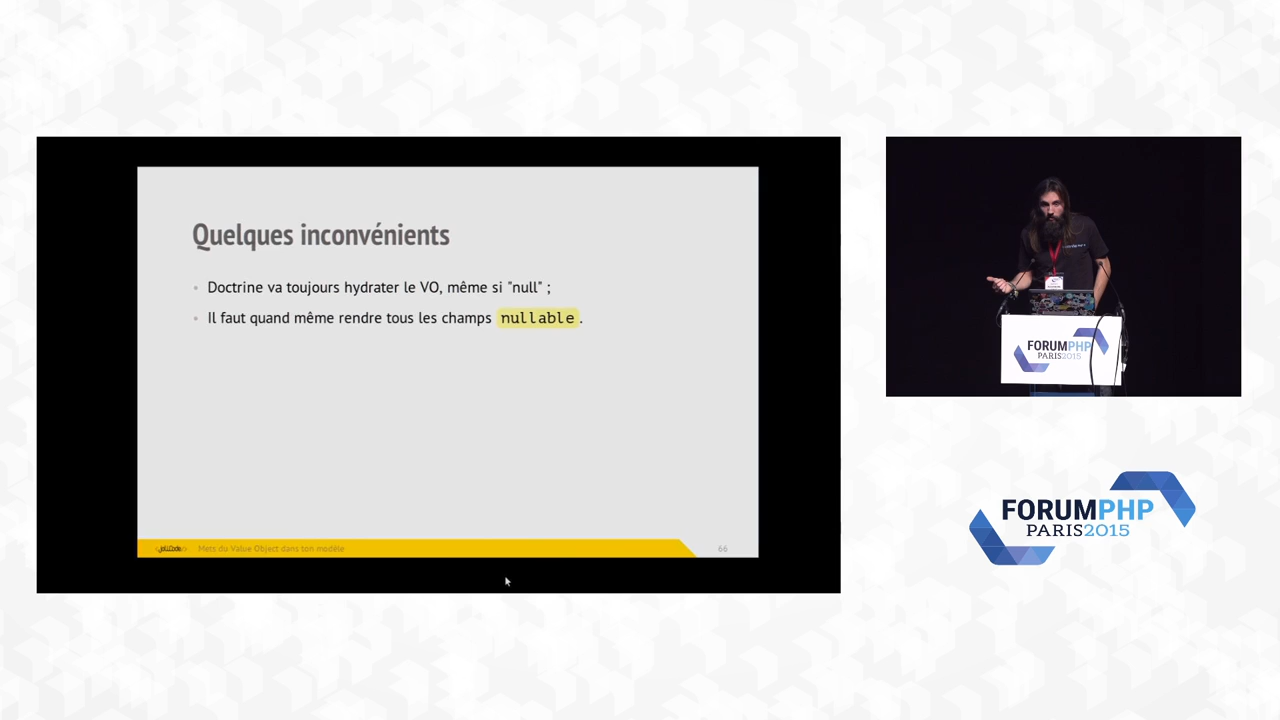 Quelques inconvénients
Doctrine va toujours hydrater le VO, même si "null" ;
Il faut quand même rendre tous les champs nullable.
JoliCode
Mets du Value Object dans ton modèle
66
FORUMPHP
PARIS2015
FORUMPHP
PARIS2015